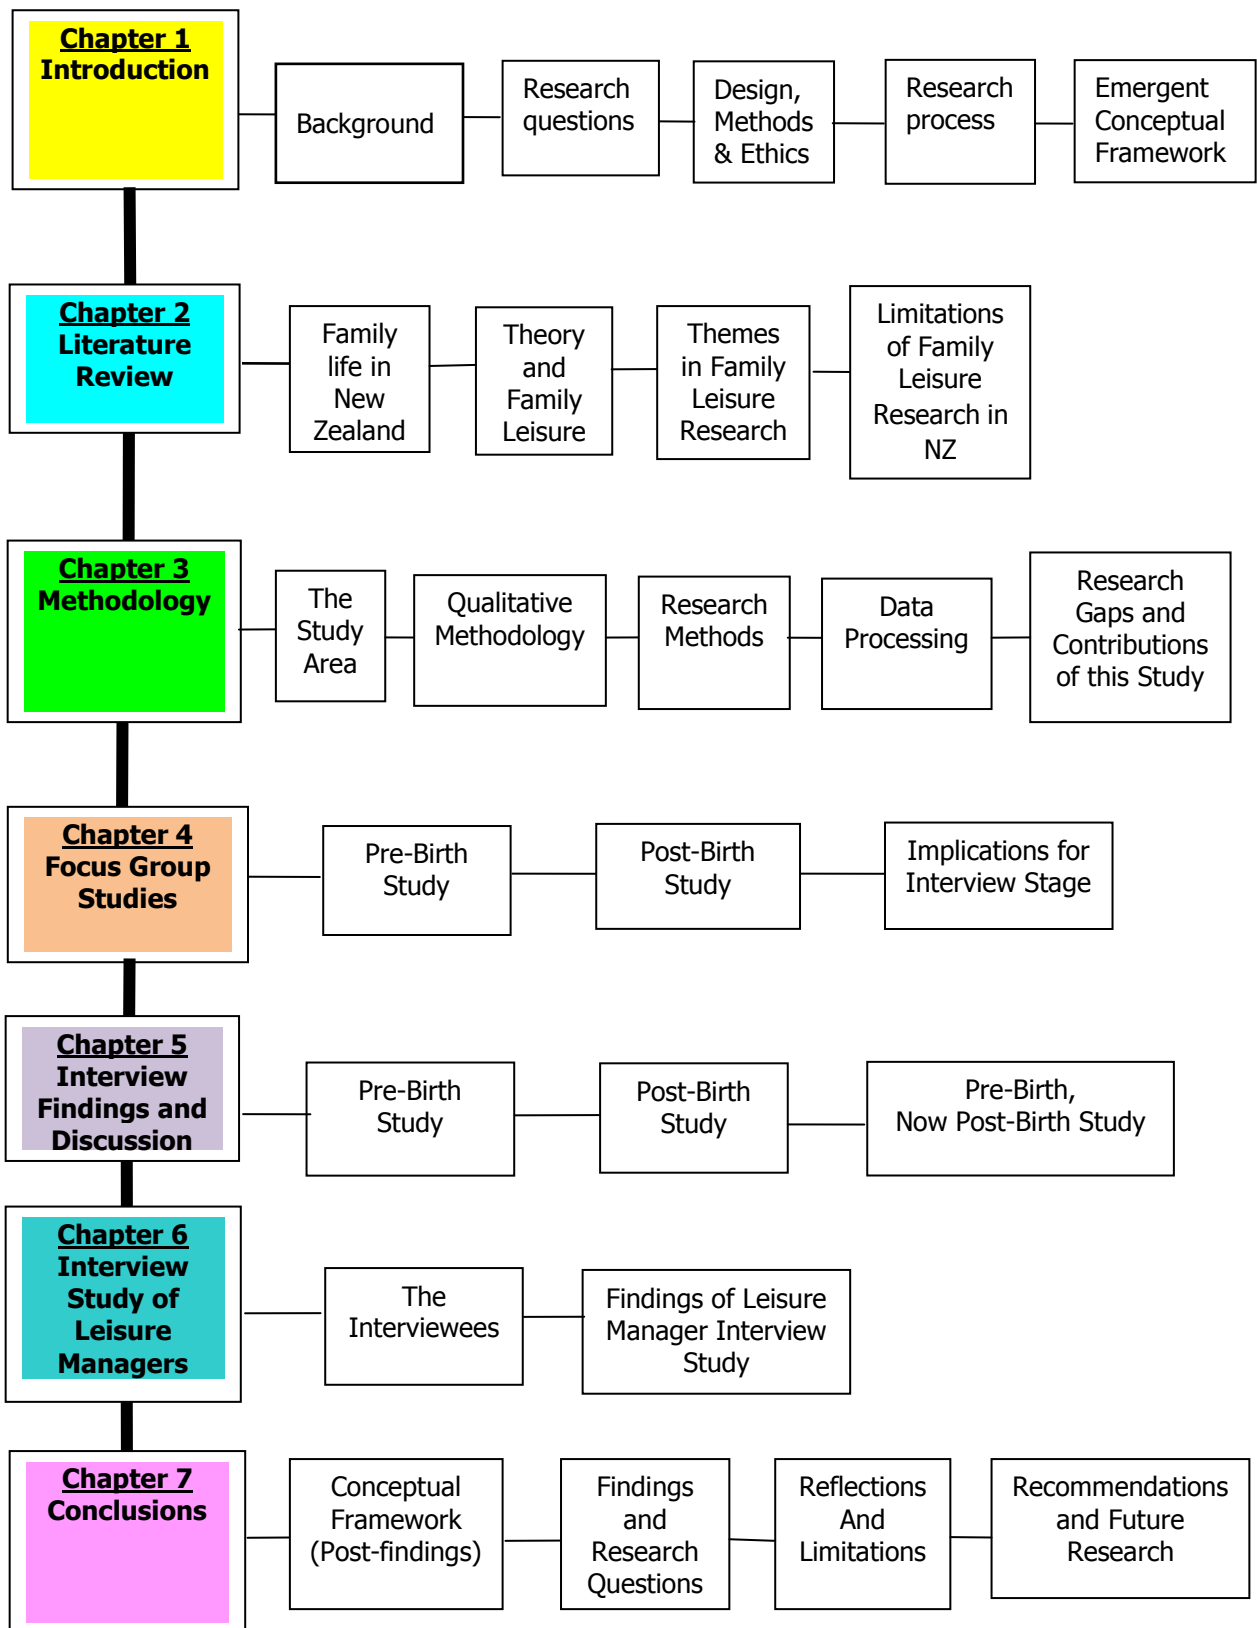 Chapter 1
Introduction
Background
Research
questions
Design,
Methods
& Ethics
Research
process
Emergent
Conceptual
Framework
Chapter 2
Literature
Review
Family
life in
New
Zealand
Theory
and
Family
Leisure
Themes
in Family
Leisure
Research
Limitations
of Family
Leisure
Research in
NZ
Chapter 3
Methodology
The
Study
Area
Qualitative
Methodology
Research
Methods
Data
Processing
Research
Gaps and
Contributions
of this Study
Chapter 4
Focus Group
Studies
Pre-Birth
Study
Post-Birth
Study
Implications for
Interview Stage
Chapter 5
Interview
Findings and
Discussion
Pre-Birth
Study
Post-Birth
Study
Pre-Birth,
Now Post-Birth Study
Chapter 6
Interview
Study of
Leisure
Managers
The
Interviewees
Findings of Leisure
Manager Interview
Study
Chapter 7
Conclusions
Conceptual
Framework
(Post-findings)
Findings
and
Research
Questions
Reflections
And
Limitations
Recommendations
and Future
Research